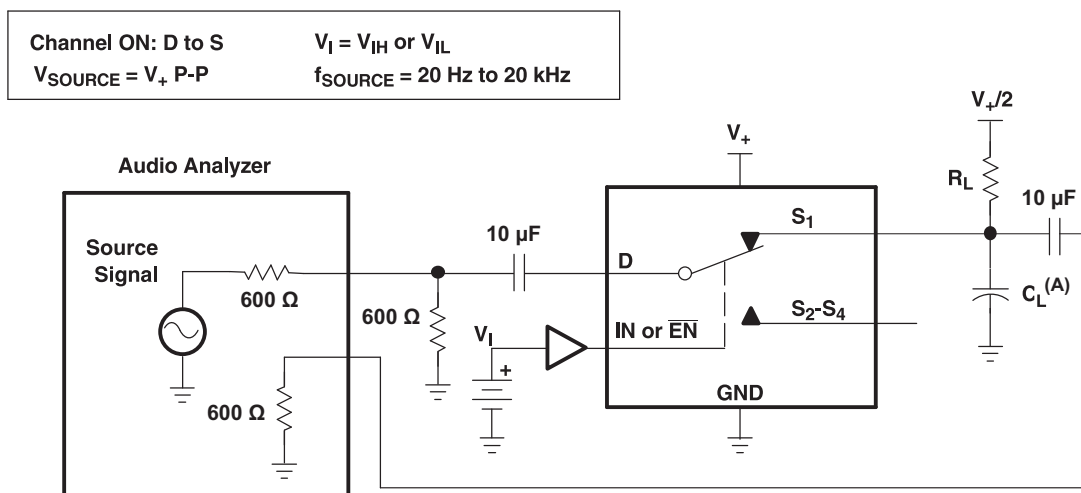 Channel ON: D to S
V_I = V_IH or V_IL
V_SOURCE = V_+ P-P
f_SOURCE = 20 Hz to 20 kHz
Audio Analyzer
V_+
V_+/2
R_L
10 µF
Source
Signal
10 µF
D
S_1
600 Ω
600 Ω
V_I
+
IN or E̅N̅
S_2-S_4
C_L^(A)
600 Ω
GND